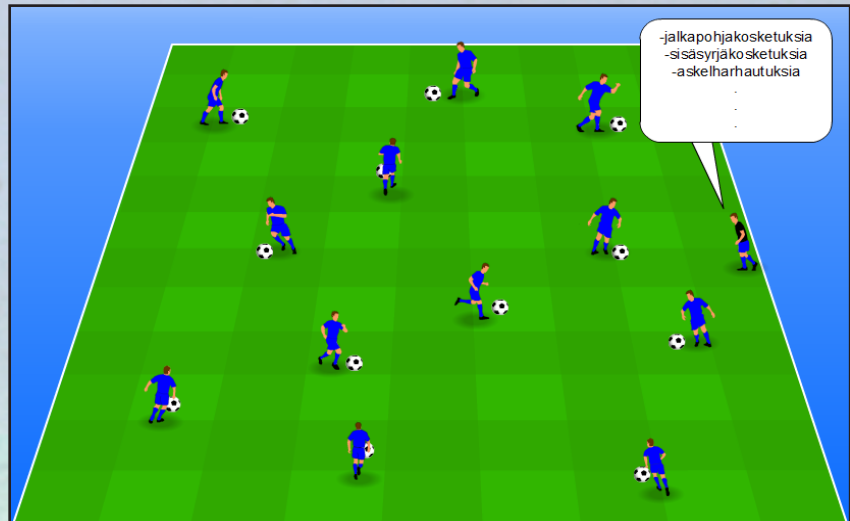 -jalkapohjakosketuksia
-sisäsyrjäkosketuksia
-askelharhautuksia
.
.
.